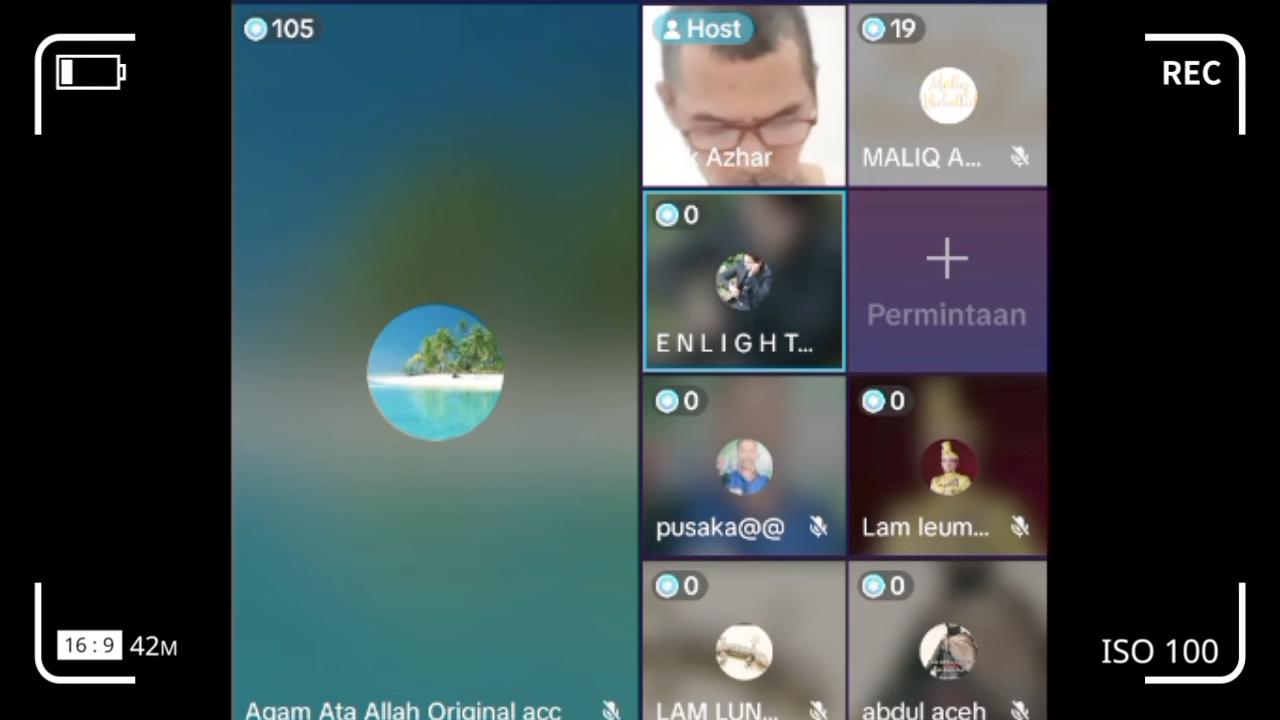 105
Host
19
REC
k Azhar
MALIQ A...
0
Permintaan
E N L I G H T...
0
0
pusaka@@
Lam leum...
0
0
16:9
42M
ISO 100
Agam Ata Allah Original acc
LAM LUN...
abdul aceh